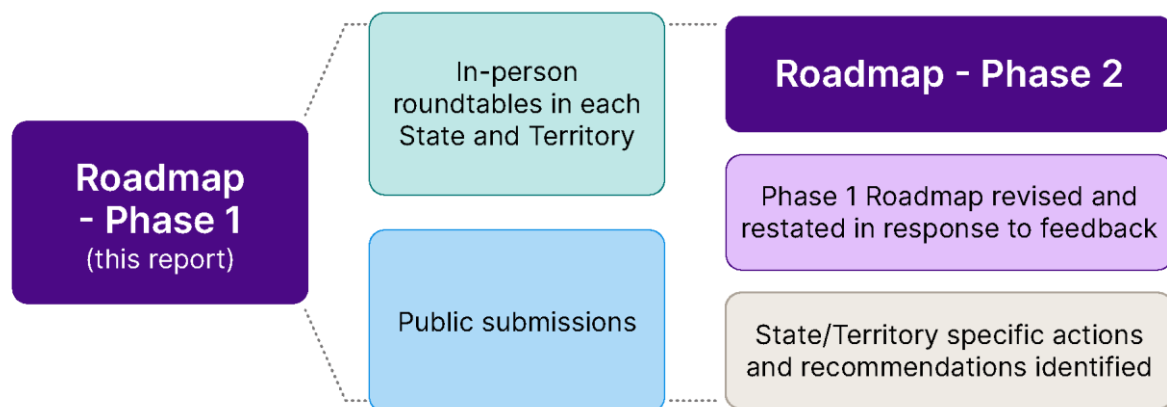 Roadmap
- Phase 1
(this report)
In-person
roundtables in each
State and Territory
Public submissions
Roadmap - Phase 2
Phase 1 Roadmap revised and
restated in response to feedback
State/Territory specific actions
and recommendations identified